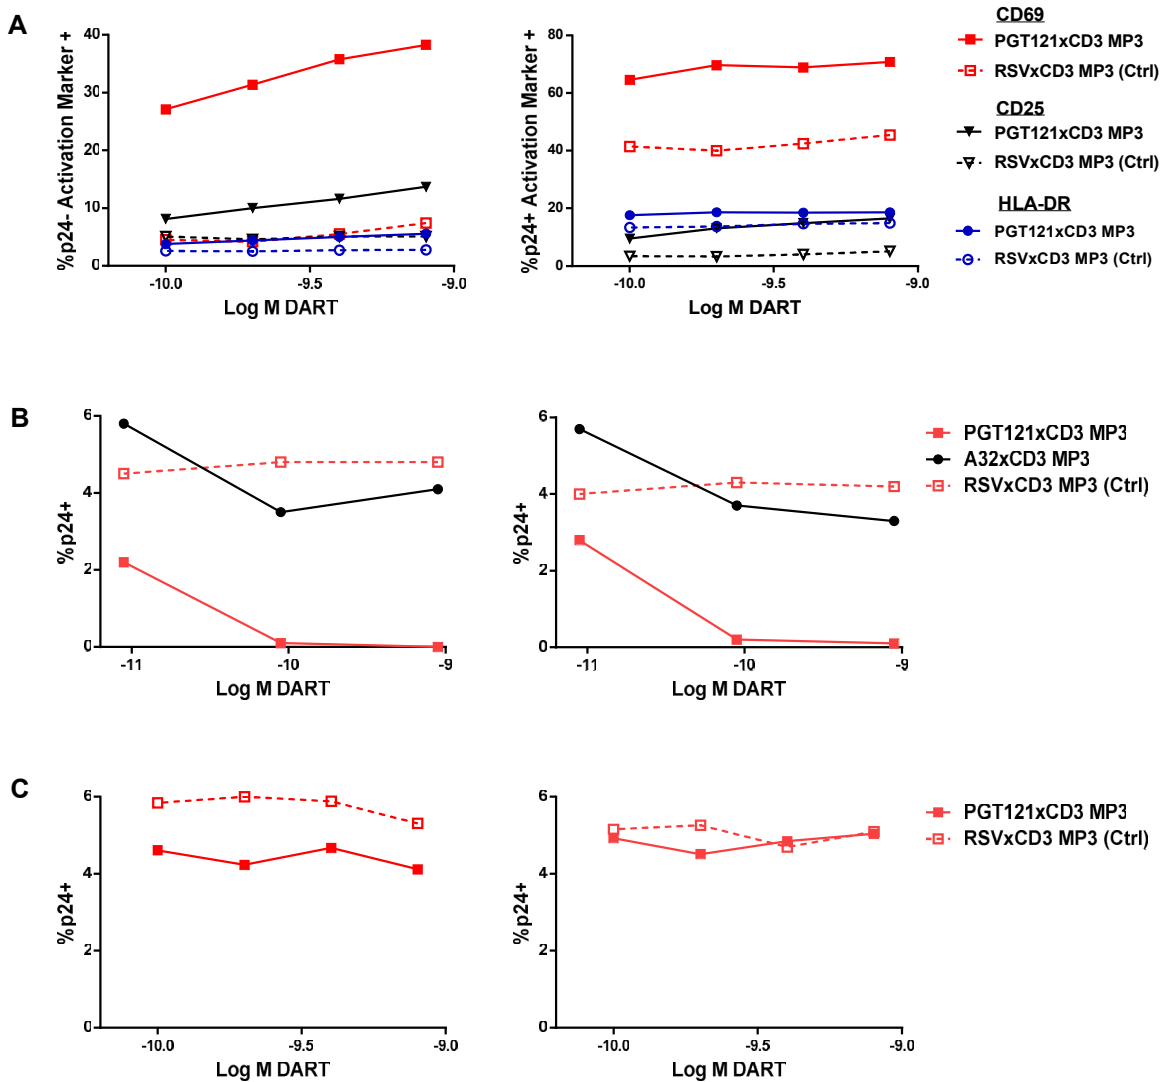 A
%p24- Activation Marker +
40
30
20
10
0
-10.0
-9.5
-9.0
Log M DART
%p24+ Activation Marker +
80
60
40
20
0
-10.0
-9.5
-9.0
Log M DART
CD69
PGT121xCD3 MP3
RSVxCD3 MP3 (Ctrl)
CD25
PGT121xCD3 MP3
RSVxCD3 MP3 (Ctrl)
HLA-DR
PGT121xCD3 MP3
RSVxCD3 MP3 (Ctrl)
B
%p24+
6
4
2
0
-11
-10
-9
Log M DART
%p24+
6
4
2
0
-11
-10
-9
Log M DART
PGT121xCD3 MP3
A32xCD3 MP3
RSVxCD3 MP3 (Ctrl)
C
%p24+
6
4
2
0
-10.0
-9.5
-9.0
Log M DART
%p24+
6
4
2
0
-10.0
-9.5
-9.0
Log M DART
PGT121xCD3 MP3
RSVxCD3 MP3 (Ctrl)